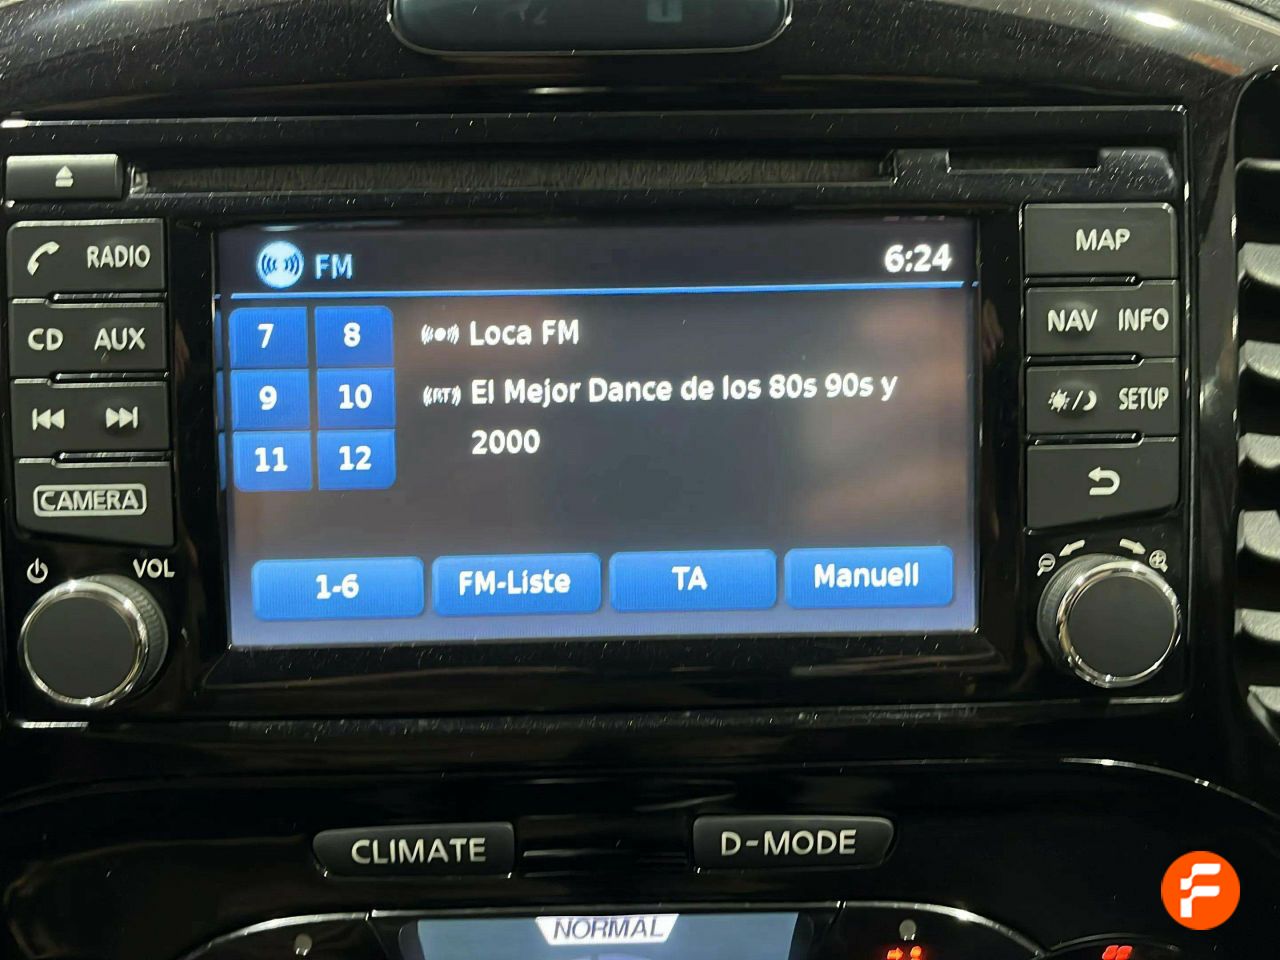 RADIO
CD AUX
CAMERA
VOL
FM 6:24
7 8
9 10
11 12
Loca FM
RT El Mejor Dance de los 80s 90s y
2000
1-6 FM-Liste TA Manuell
MAP
NAV INFO
SETUP
CLIMATE D-MODE
NORMAL
F